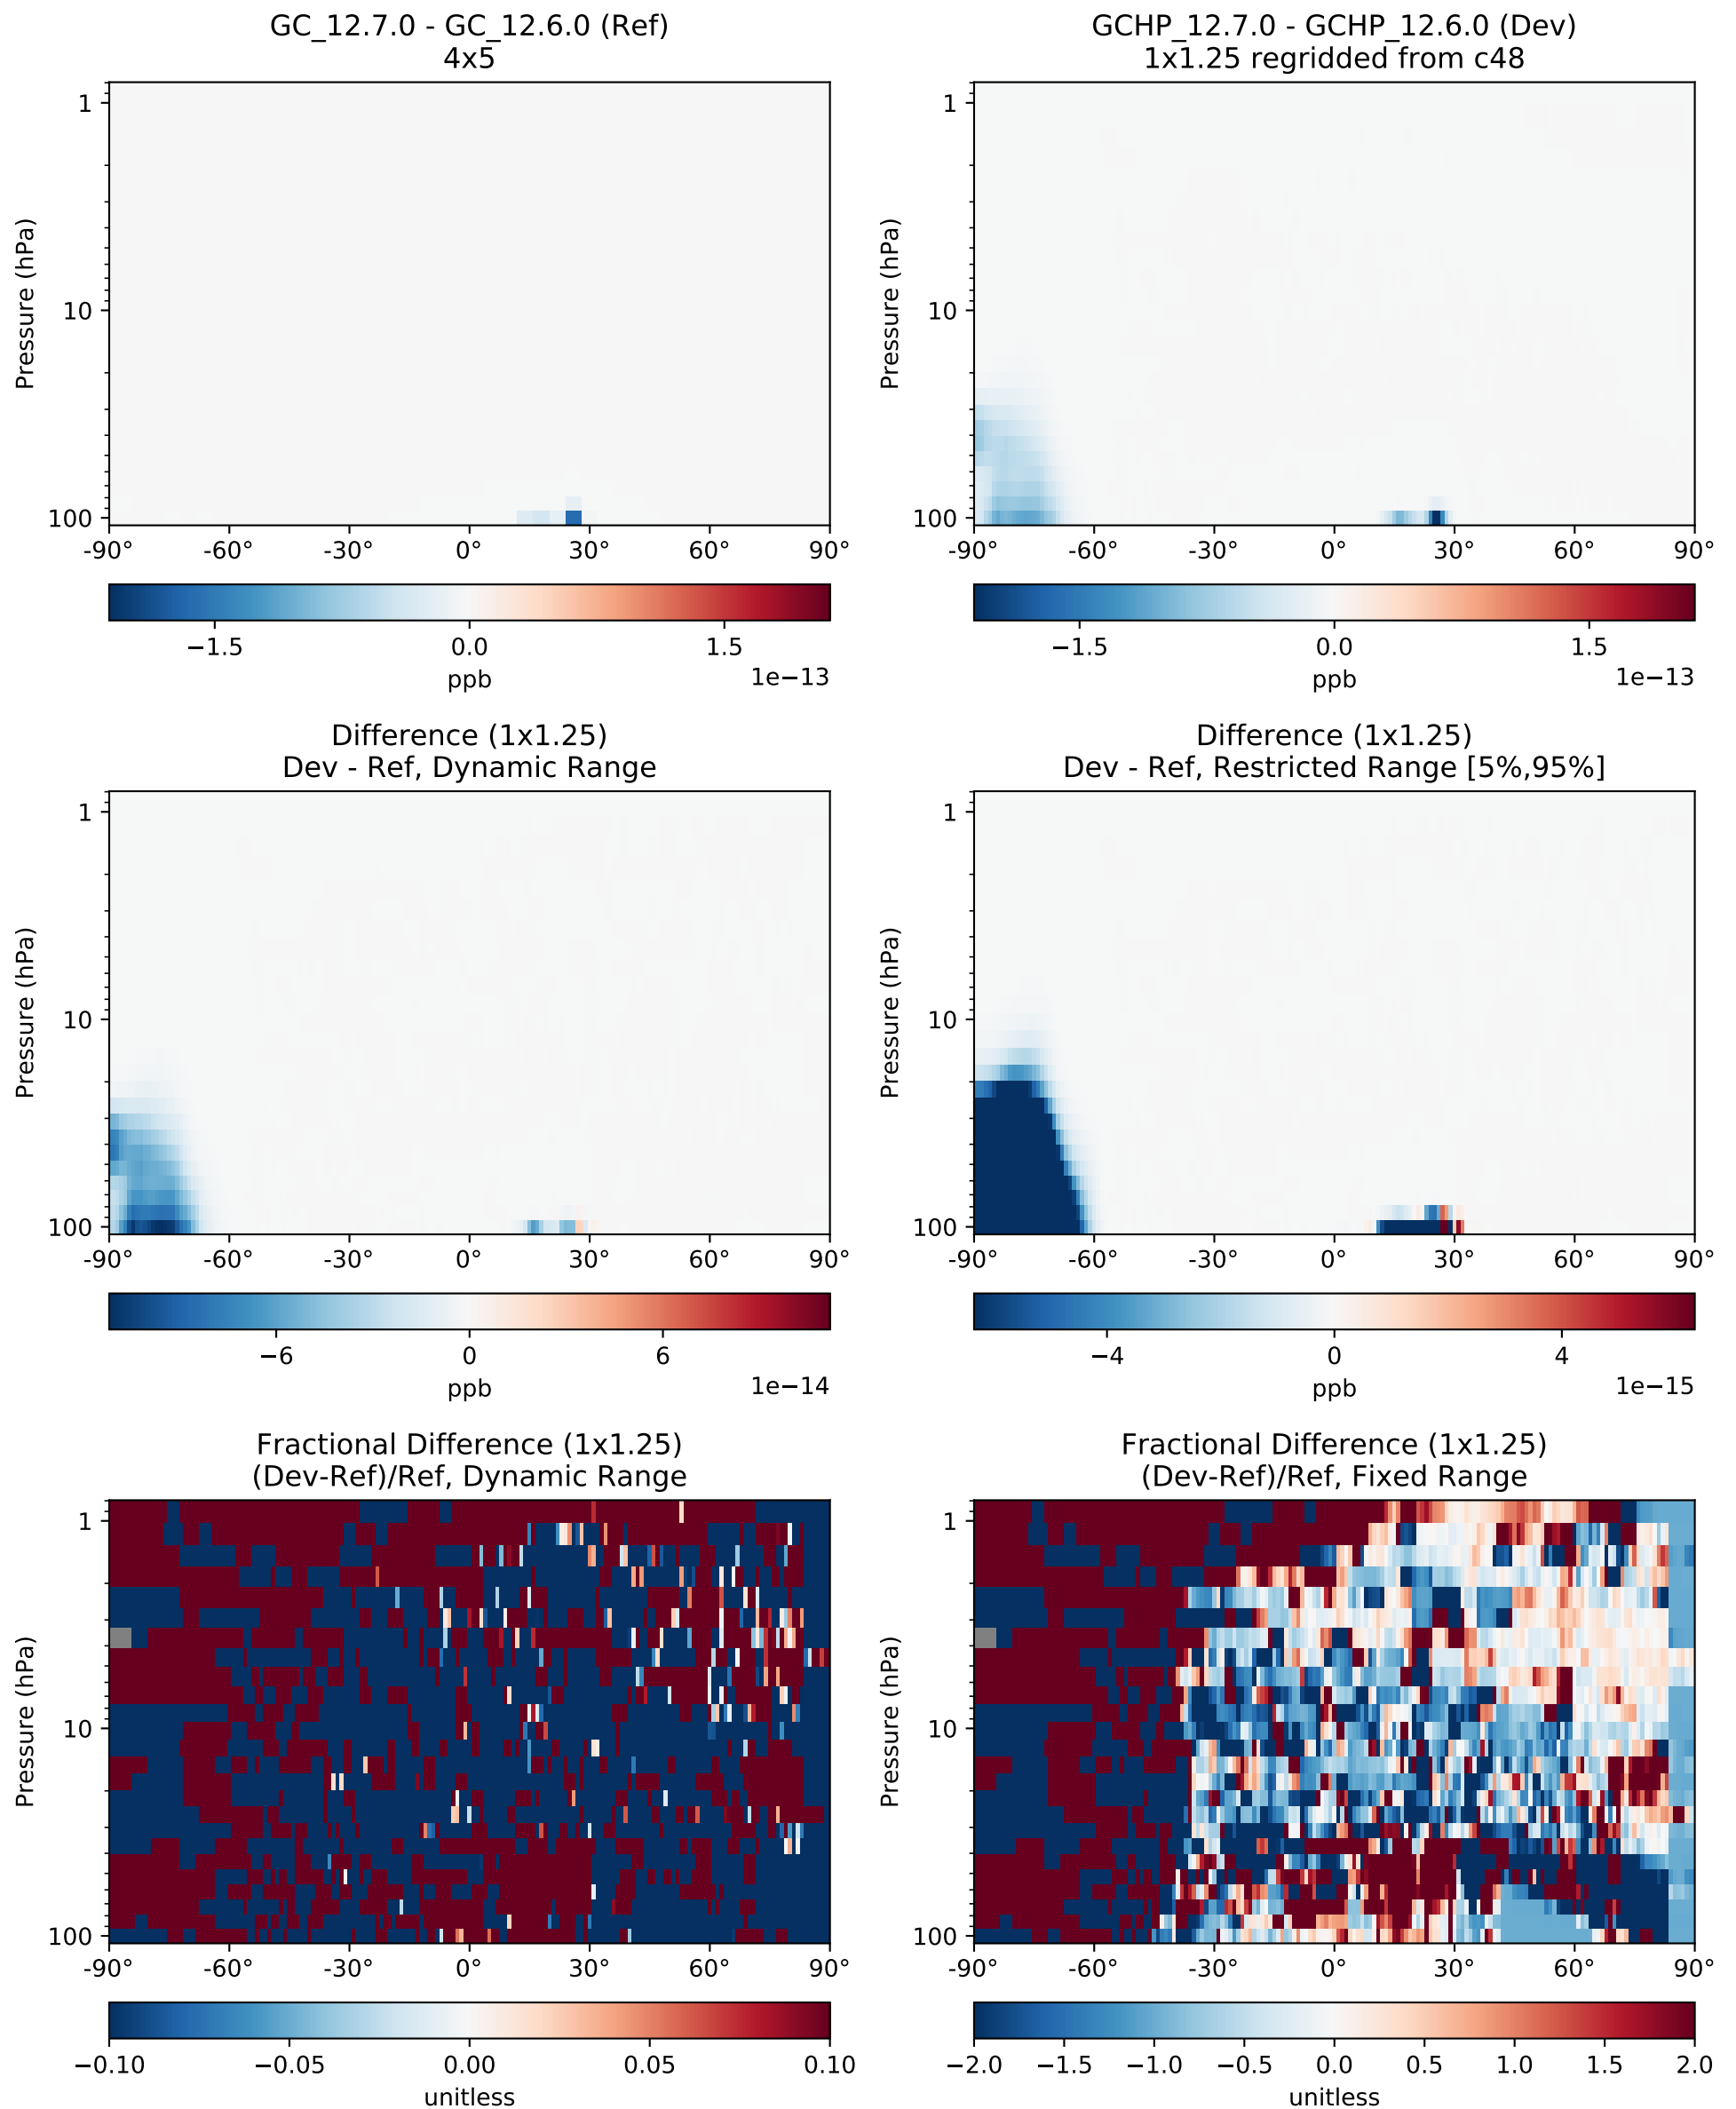 GC_12.7.0 - GC_12.6.0 (Ref)
4x5
Pressure (hPa)
1
10
100
-90° -60° -30° 0° 30° 60° 90°
−1.5 0.0 1.5
1e−13
ppb
GCHP_12.7.0 - GCHP_12.6.0 (Dev)
1x1.25 regridded from c48
Pressure (hPa)
1
10
100
-90° -60° -30° 0° 30° 60° 90°
−1.5 0.0 1.5
1e−13
ppb
Difference (1x1.25)
Dev - Ref, Dynamic Range
Pressure (hPa)
1
10
100
-90° -60° -30° 0° 30° 60° 90°
−6 0 6
1e−14
ppb
Difference (1x1.25)
Dev - Ref, Restricted Range [5%,95%]
Pressure (hPa)
1
10
100
-90° -60° -30° 0° 30° 60° 90°
−4 0 4
1e−15
ppb
Fractional Difference (1x1.25)
(Dev-Ref)/Ref, Dynamic Range
Pressure (hPa)
1
10
100
-90° -60° -30° 0° 30° 60° 90°
−0.10 −0.05 0.00 0.05 0.10
unitless
Fractional Difference (1x1.25)
(Dev-Ref)/Ref, Fixed Range
Pressure (hPa)
1
10
100
-90° -60° -30° 0° 30° 60° 90°
−2.0 −1.5 −1.0 −0.5 0.0 0.5 1.0 1.5 2.0
unitless